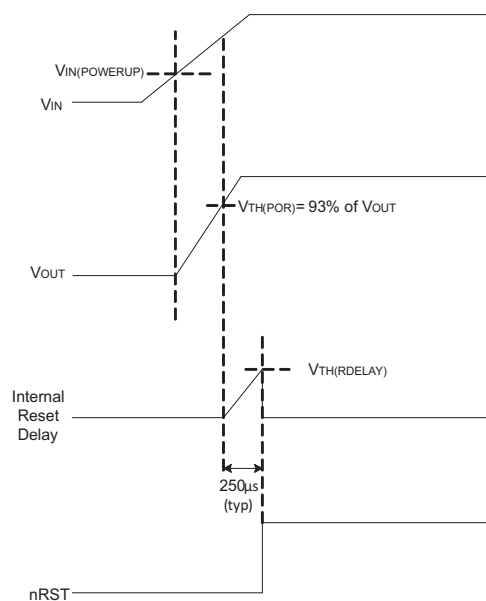 VIN(POWERUP)
VIN
VTH(POR)= 93% of VOUT
VOUT
VTH(RDELAY)
Internal
Reset
Delay
250µs
(typ)
nRST